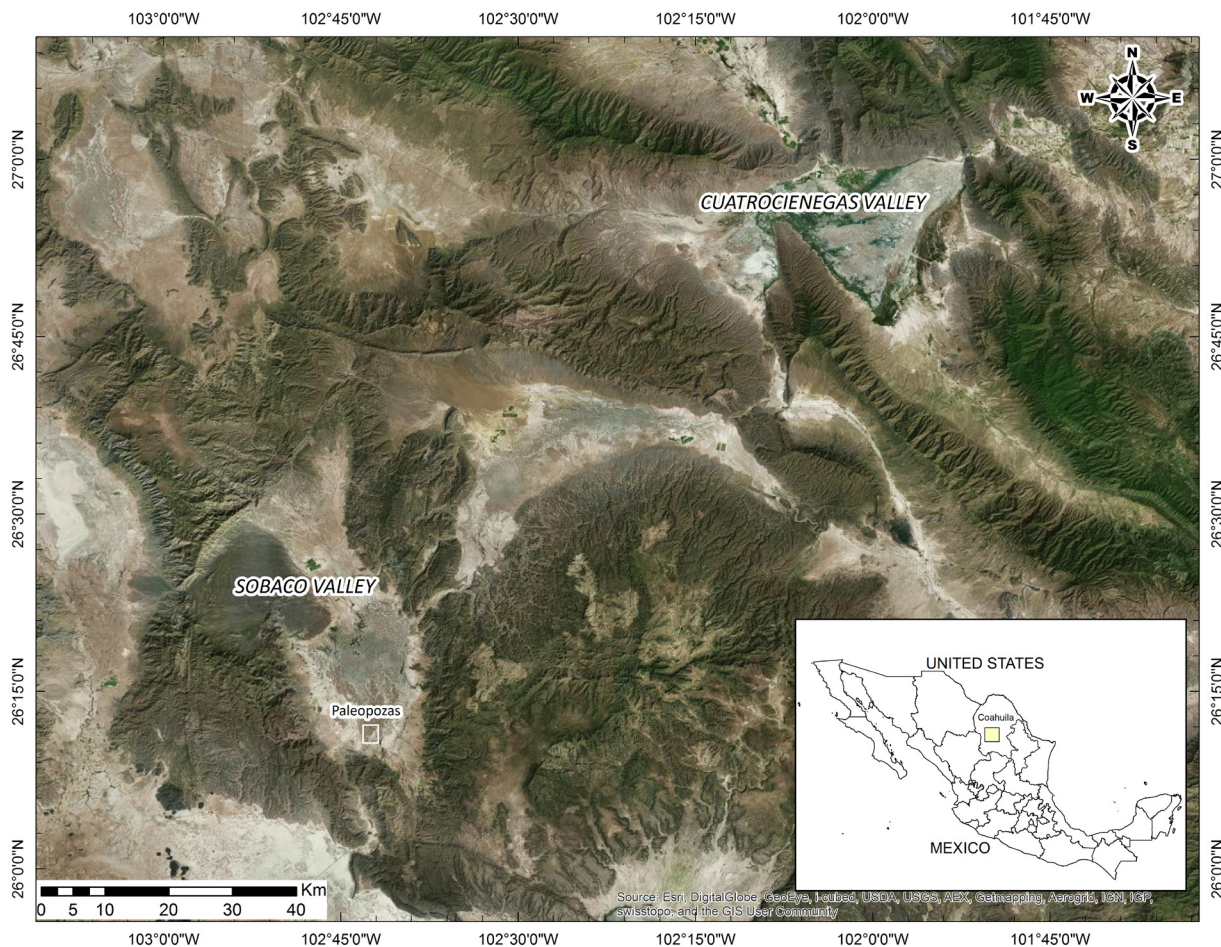 103°0'0"W 102°45'0"W 102°30'0"W 102°15'0"W 102°0'0"W 101°45'0"W
N
W E
S
27°0'0"N 27°0'0"N
CUATROCIENEGAS VALLEY
26°45'0"N 26°45'0"N
26°30'0"N 26°30'0"N
SOBACO VALLEY
UNITED STATES
26°15'0"N 26°15'0"N
Paleopozas
Coahuila
MEXICO
26°0'0"N 26°0'0"N
Km
0 5 10 20 30 40
Source: Esri, DigitalGlobe, GeoEye, i-cubed, USDA, USGS, AEX, Getmapping, Aerogrid, IGN, IGP,
swisstopo, and the GIS User Community
103°0'0"W 102°45'0"W 102°30'0"W 102°15'0"W 102°0'0"W 101°45'0"W